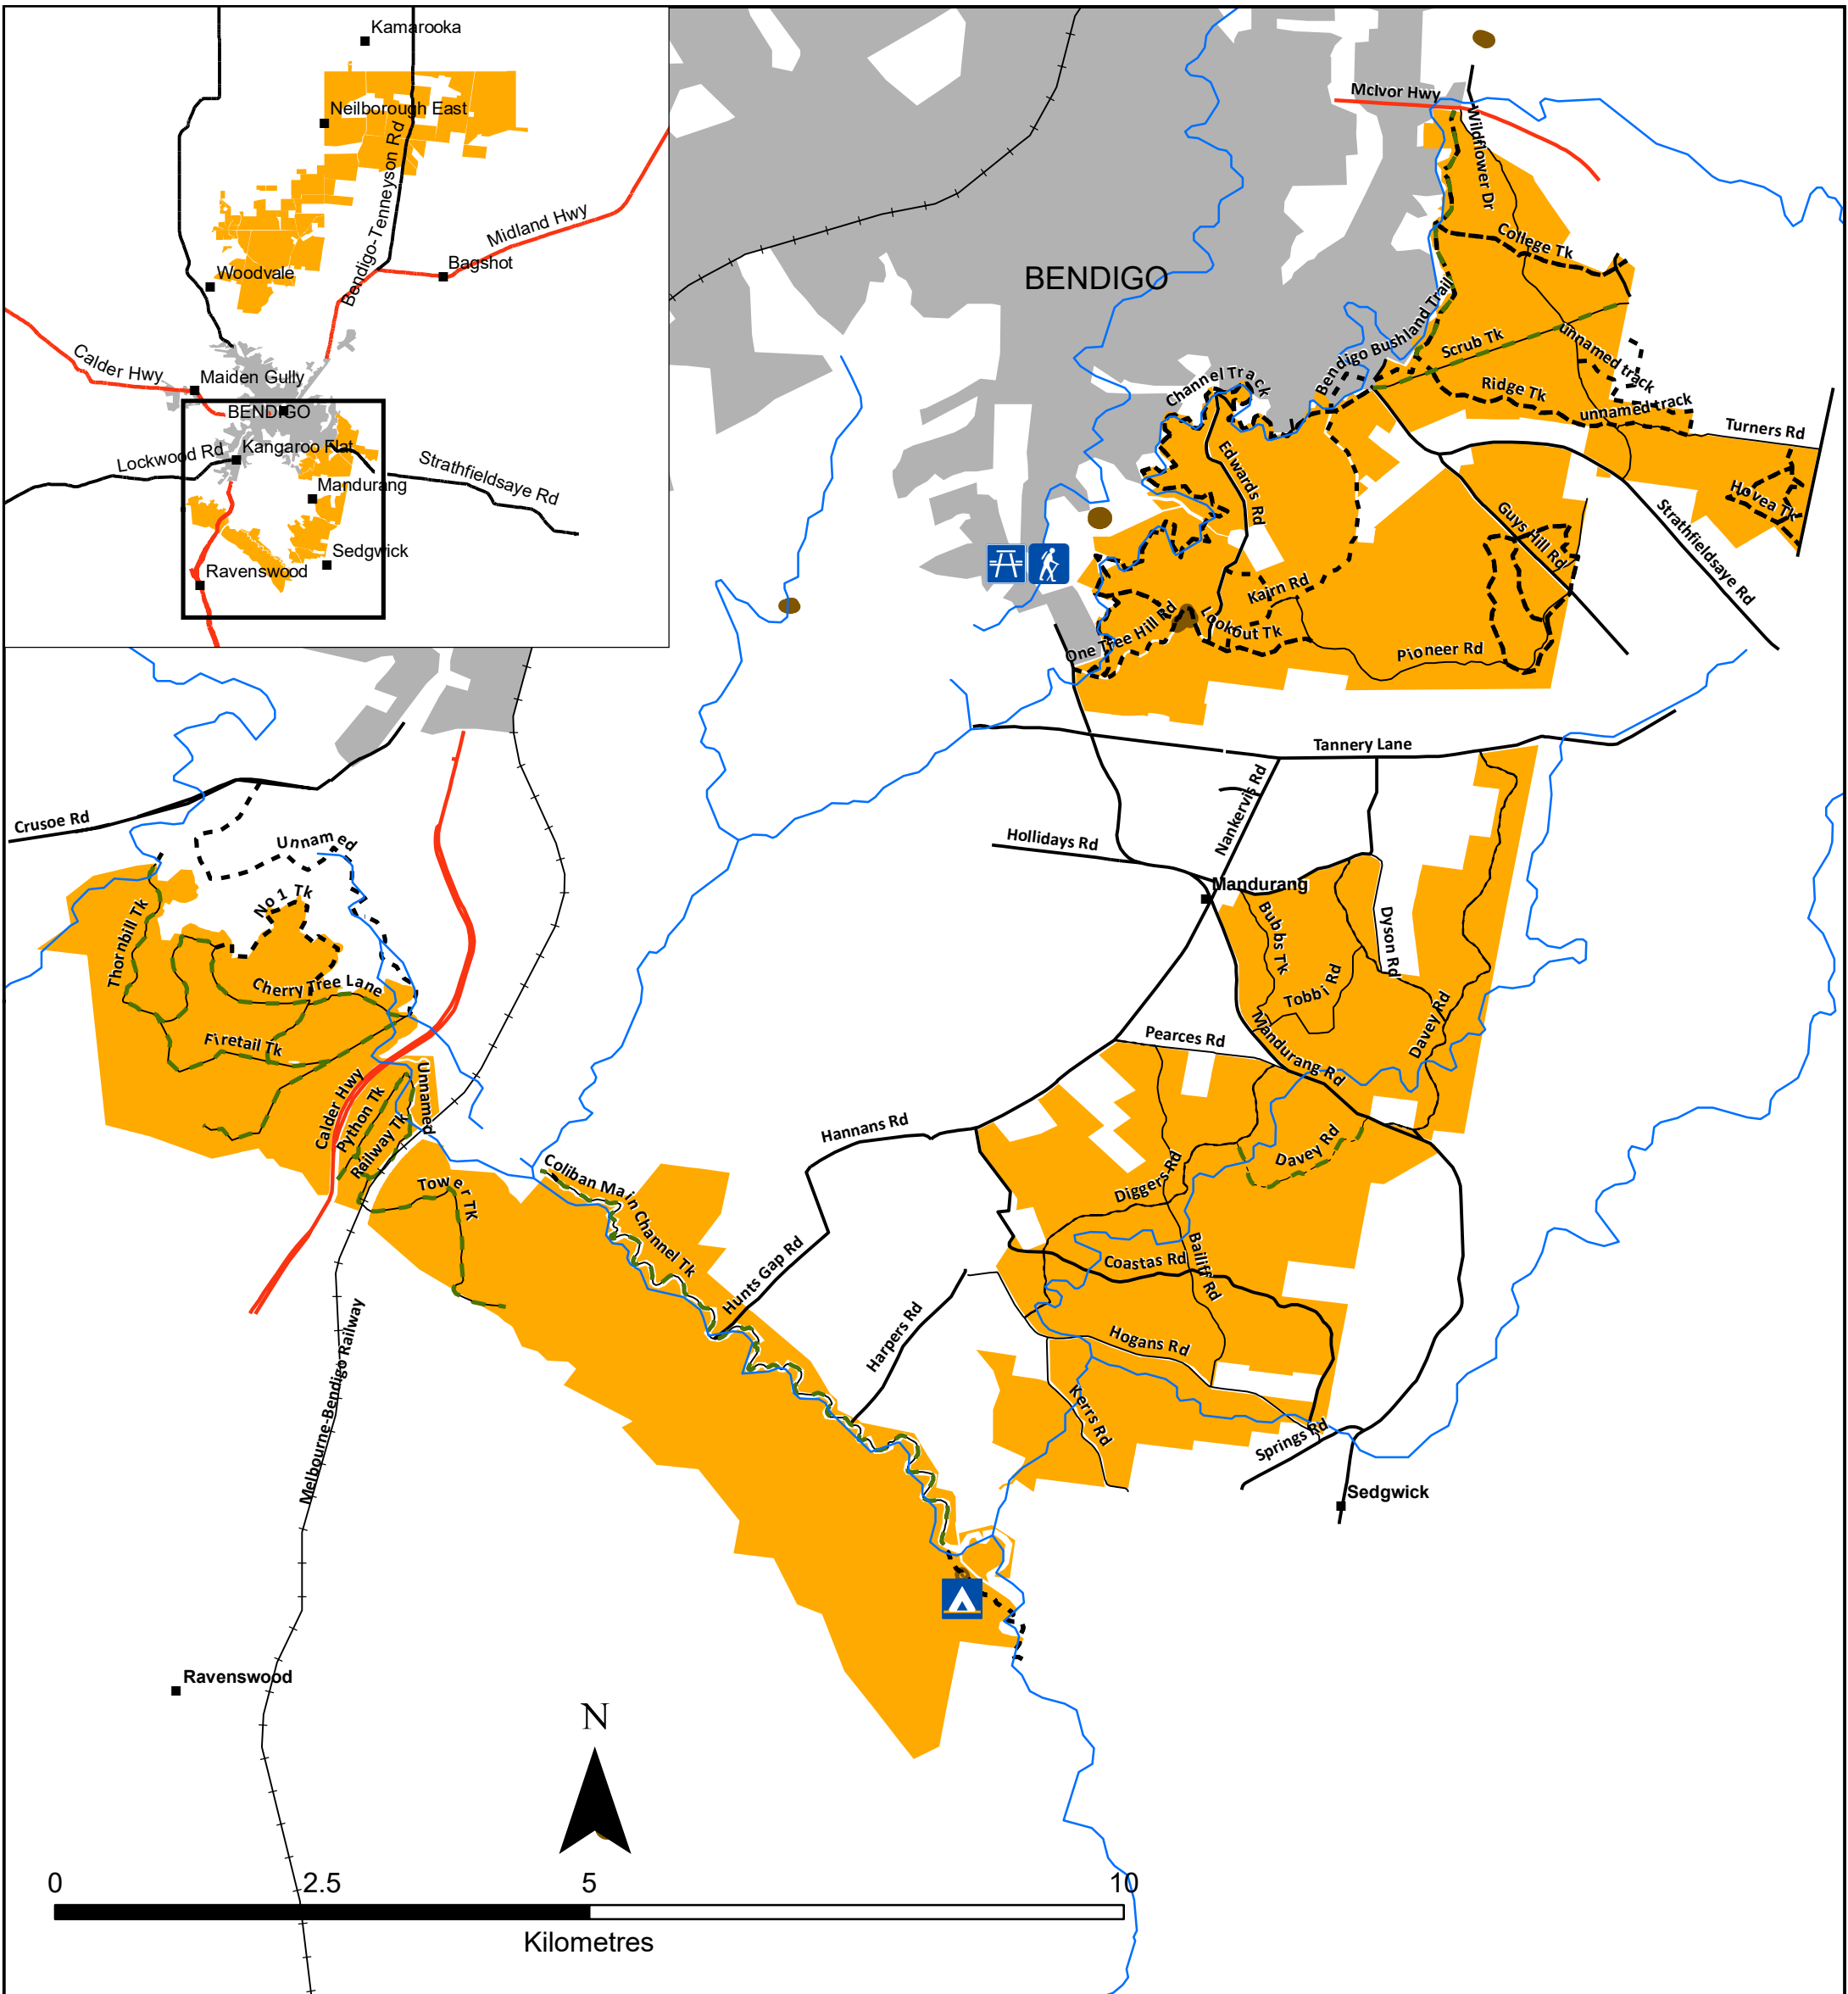 Kamarooka
Neilborough East
Bendigo-Tenneyson Rd
Midland Hwy
Woodvale
Bagshot
Calder Hwy
Maiden Gully
BENDIGO
Lockwood Rd
Kangaroo Flat
Strathfieldsaye Rd
Mandurang
Sedgwick
Ravenswood
McIvor Hwy
Wildflower Dr
College Tk
BENDIGO
Bendigo Bushland Trail
Scrub Tk
unnamed track
Channel Track
Ridge Tk
unnamed track
Turners Rd
Edwards Rd
Hovea Tk
Guys Hill Rd
Strathfieldsaye Rd
Kairn Rd
One Tree Hill Rd
Lookout Tk
Pioneer Rd
Tannery Lane
Nankervis Rd
Crusoe Rd
Hollidays Rd
Unnamed
Mandurang
No 1 Tk
Thornbill Tk
Bubbs Tk
Dyson Rd
Cherry Tree Lane
Tobbi Rd
Davey Rd
Firetail Tk
Pearces Rd
Mandurang Rd
Calder Hwy
Python Tk
Railway Tk
Unnamed
Hannans Rd
Davey Rd
Coliban Main Channel Tk
Tower TK
Diggers Rd
Bailiff Rd
Coastas Rd
Hunts Gap Rd
Harpers Rd
Hogans Rd
Melbourne-Bendigo Railway
Kerrs Rd
Springs Rd
Sedgwick
Ravenswood
N
0 2.5 5 10
Kilometres